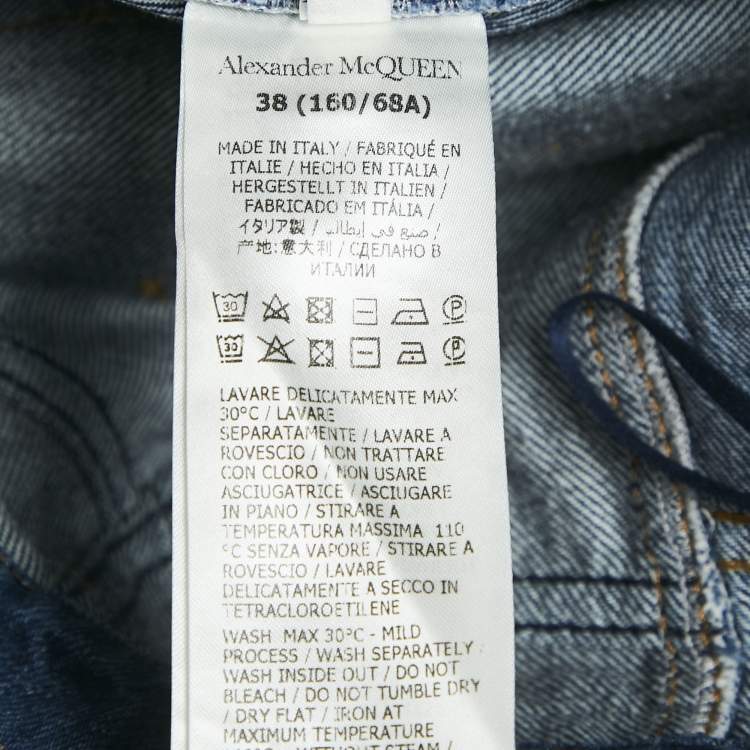 Alexander McQUEEN
38 (160/68A)
MADE IN ITALY / FABRIQUÉ EN
ITALIE / HECHO EN ITALIA /
HERGESTELLT IN ITALIEN /
FABRICADO EM ITÁLIA /
イタリア製 / صنع في إيطاليا /
产地:意大利 / СДЕЛАНО В
ИТАЛИИ
30 P
30 P
LAVARE DELICATAMENTE MAX
30°C / LAVARE
SEPARATAMENTE / LAVARE A
ROVESCIO / NON TRATTARE
CON CLORO / NON USARE
ASCIUGATRICE / ASCIUGARE
IN PIANO / STIRARE A
TEMPERATURA MASSIMA 110
°C SENZA VAPORE / STIRARE A
ROVESCIO / LAVARE
DELICATAMENTE A SECCO IN
TETRACLOROETILENE
WASH MAX 30°C - MILD
PROCESS / WASH SEPARATELY /
WASH INSIDE OUT / DO NOT
BLEACH / DO NOT TUMBLE DRY
/ DRY FLAT / IRON AT
MAXIMUM TEMPERATURE
WITHOUT STEAM /